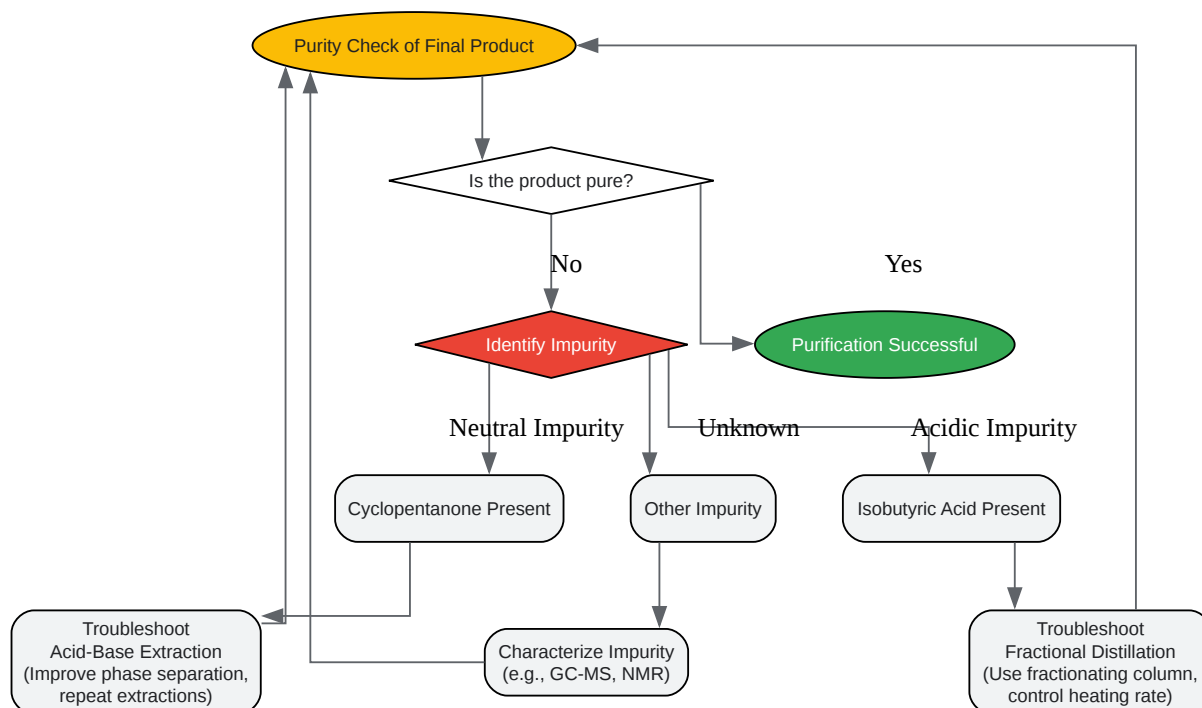 Purity Check of Final Product
Is the product pure?
No
Yes
Identify Impurity
Purification Successful
Neutral Impurity
Unknown
Acidic Impurity
Cyclopentanone Present
Other Impurity
Isobutyric Acid Present
Troubleshoot
Acid-Base Extraction
(Improve phase separation,
repeat extractions)
Characterize Impurity
(e.g., GC-MS, NMR)
Troubleshoot
Fractional Distillation
(Use fractionating column,
control heating rate)